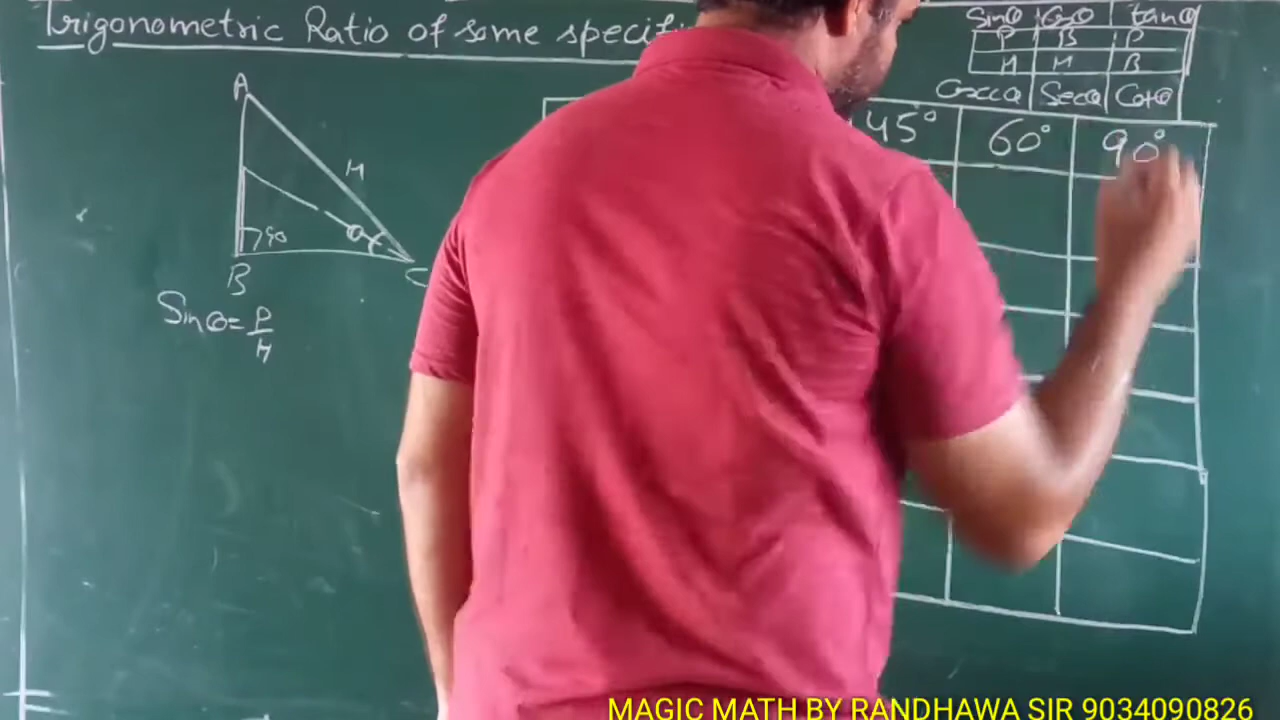 Trigonometric Ratio of some specifi
Sinθ Cosθ tanθ
P B P
H H B
Cosecθ Secθ Cotθ
45° 60° 90°
A
H
90
θ
B
C
Sinθ = P
H
MAGIC MATH BY RANDHAWA SIR 9034090826